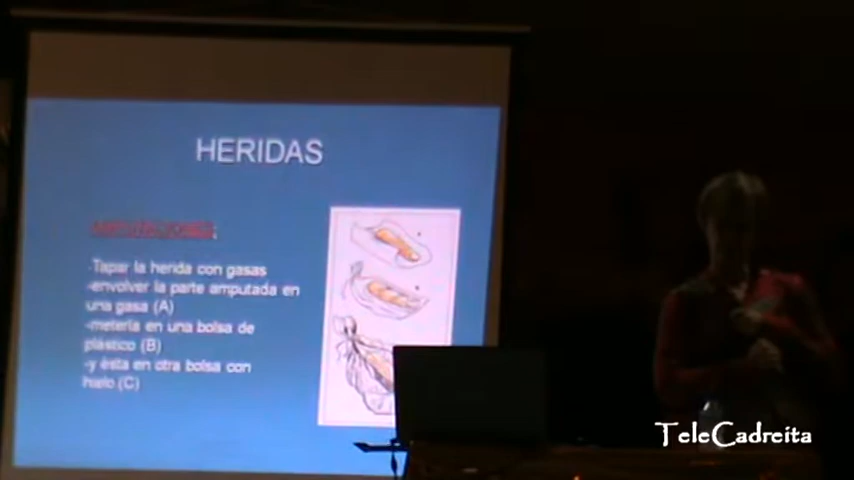 HERIDAS
AMPUTACIONES:
-Tapar la herida con gasas
-envolver la parte amputada en
una gasa (A)
-meterla en una bolsa de
plástico (B)
-y ésta en otra bolsa con
hielo (C)
TeleCadreita